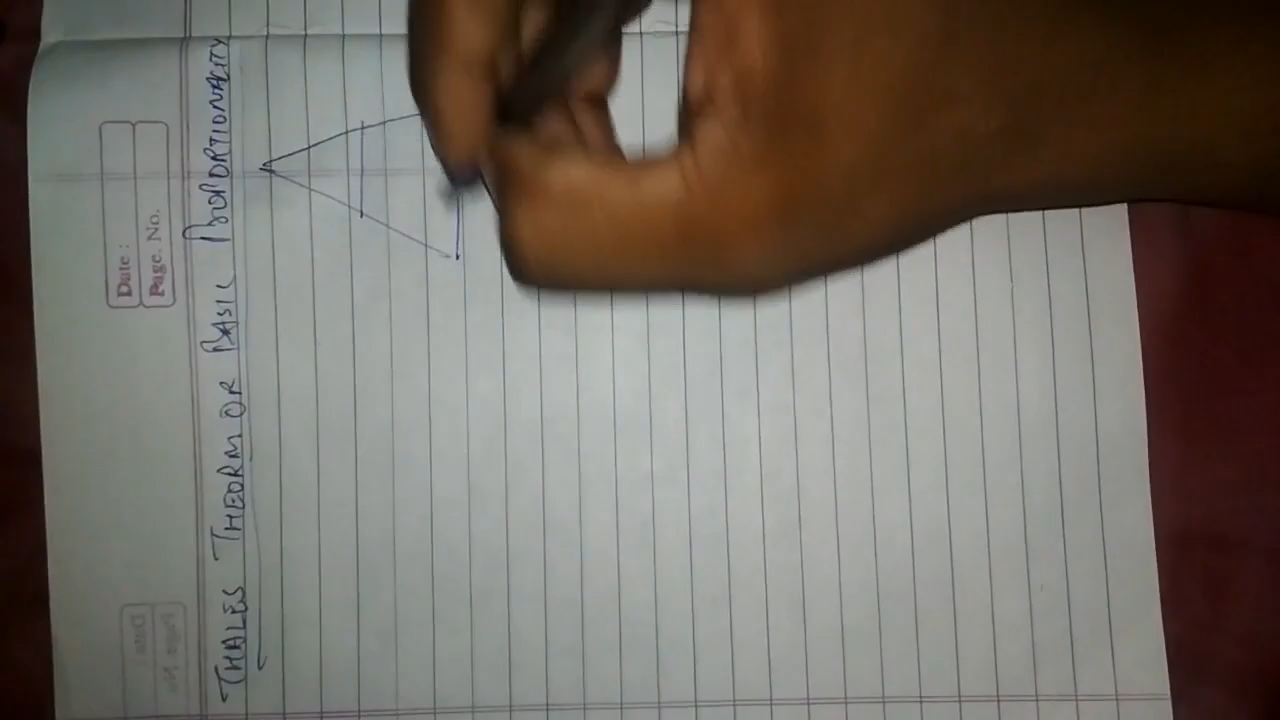 Date :
Page. No.
THALES THEORM OR BASIC PROPORTIONALITY